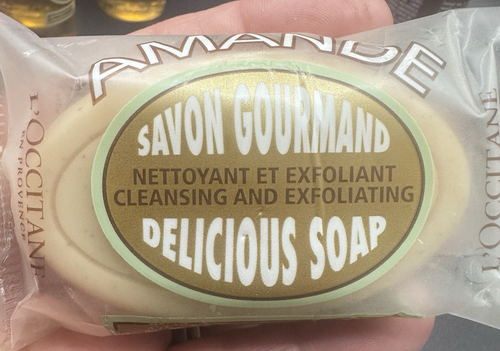 AMANDE
SAVON GOURMAND
NETTOYANT ET EXFOLIANT
CLEANSING AND EXFOLIATING
DELICIOUS SOAP
L'OCCITANE
EN PROVENCE
L'OCCITANE